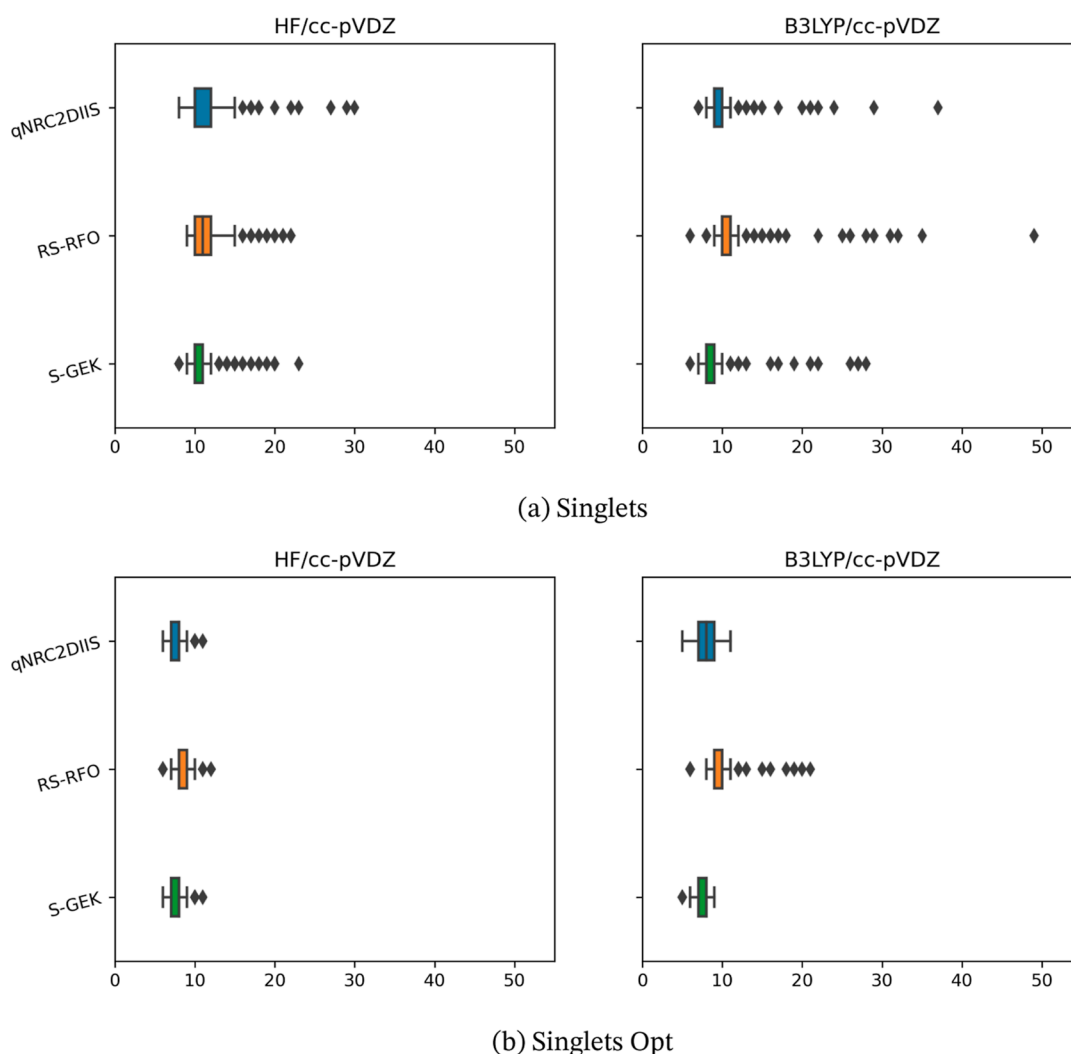 HF/cc-pVDZ
B3LYP/cc-pVDZ
qNRC2DIIS
RS-RFO
S-GEK
0 10 20 30 40 50
0 10 20 30 40 50
(a) Singlets
HF/cc-pVDZ
B3LYP/cc-pVDZ
qNRC2DIIS
RS-RFO
S-GEK
0 10 20 30 40 50
0 10 20 30 40 50
(b) Singlets Opt